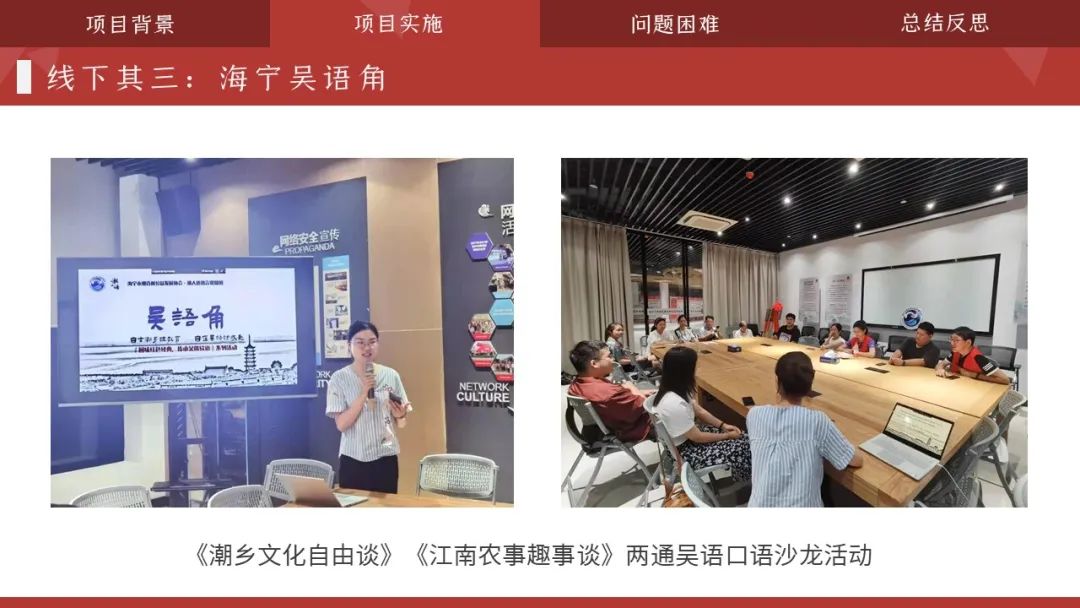 项目背景
项目实施
问题困难
总结反思
线下其三：海宁吴语角
网络安全宣传
PROPAGANDA
吴語角
NETWORK
CULTURE
《潮乡文化自由谈》《江南农事趣事谈》两通吴语口语沙龙活动